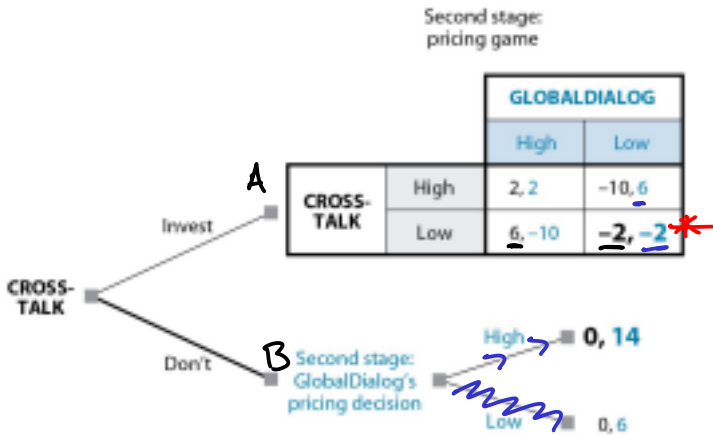 Second stage:
pricing game
GLOBALDIALOG
High Low
A
CROSS-
TALK
High 2, 2 –10, 6
Low 6, –10 –2, –2 *
Invest
CROSS-
TALK
Don't
B
Second stage:
GlobalDialog's
pricing decision
High 0, 14
Low 0, 6